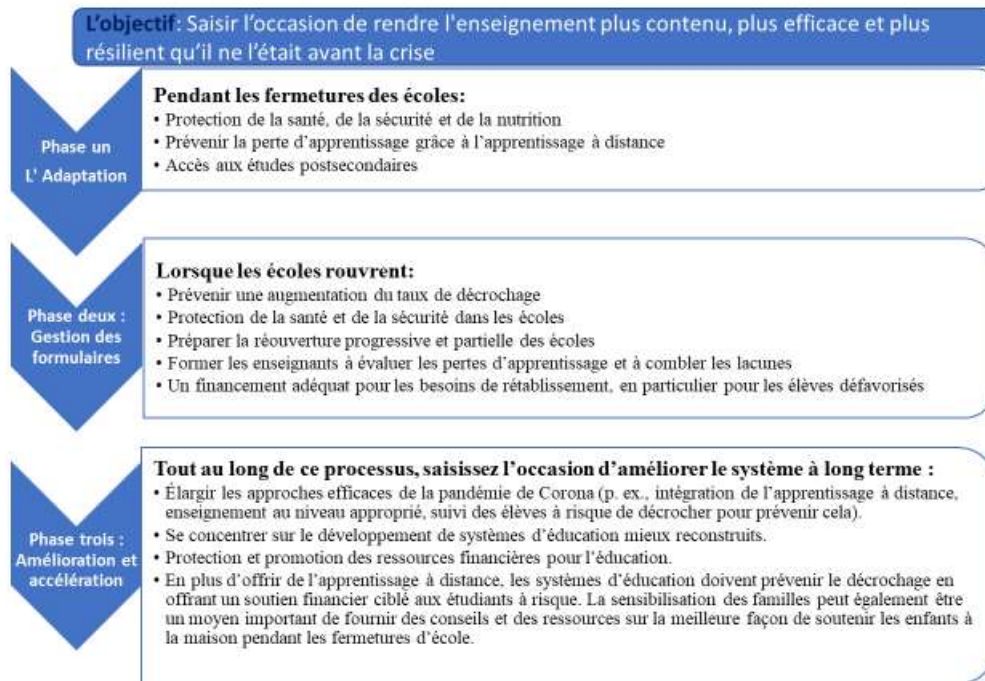 L'objectif: Saisir l'occasion de rendre l'enseignement plus contenu, plus efficace et plus
résilient qu'il ne l'était avant la crise
Phase un
L' Adaptation
Pendant les fermetures des écoles:
• Protection de la santé, de la sécurité et de la nutrition
• Prévenir la perte d'apprentissage grâce à l'apprentissage à distance
• Accès aux études postsecondaires
Phase deux :
Gestion des
formulaires
Lorsque les écoles rouvrent:
• Prévenir une augmentation du taux de décrochage
• Protection de la santé et de la sécurité dans les écoles
• Préparer la réouverture progressive et partielle des écoles
• Former les enseignants à évaluer les pertes d'apprentissage et à combler les lacunes
• Un financement adéquat pour les besoins de rétablissement, en particulier pour les élèves défavorisés
Phase trois :
Amélioration et
accélération
Tout au long de ce processus, saisissez l'occasion d'améliorer le système à long terme :
• Élargir les approches efficaces de la pandémie de Corona (p. ex., intégration de l'apprentissage à distance,
enseignement au niveau approprié, suivi des élèves à risque de décrocher pour prévenir cela).
• Se concentrer sur le développement de systèmes d'éducation mieux reconstruits.
• Protection et promotion des ressources financières pour l'éducation.
• En plus d'offrir de l'apprentissage à distance, les systèmes d'éducation doivent prévenir le décrochage en
offrant un soutien financier ciblé aux étudiants à risque. La sensibilisation des familles peut également être
un moyen important de fournir des conseils et des ressources sur la meilleure façon de soutenir les enfants à
la maison pendant les fermetures d'école.